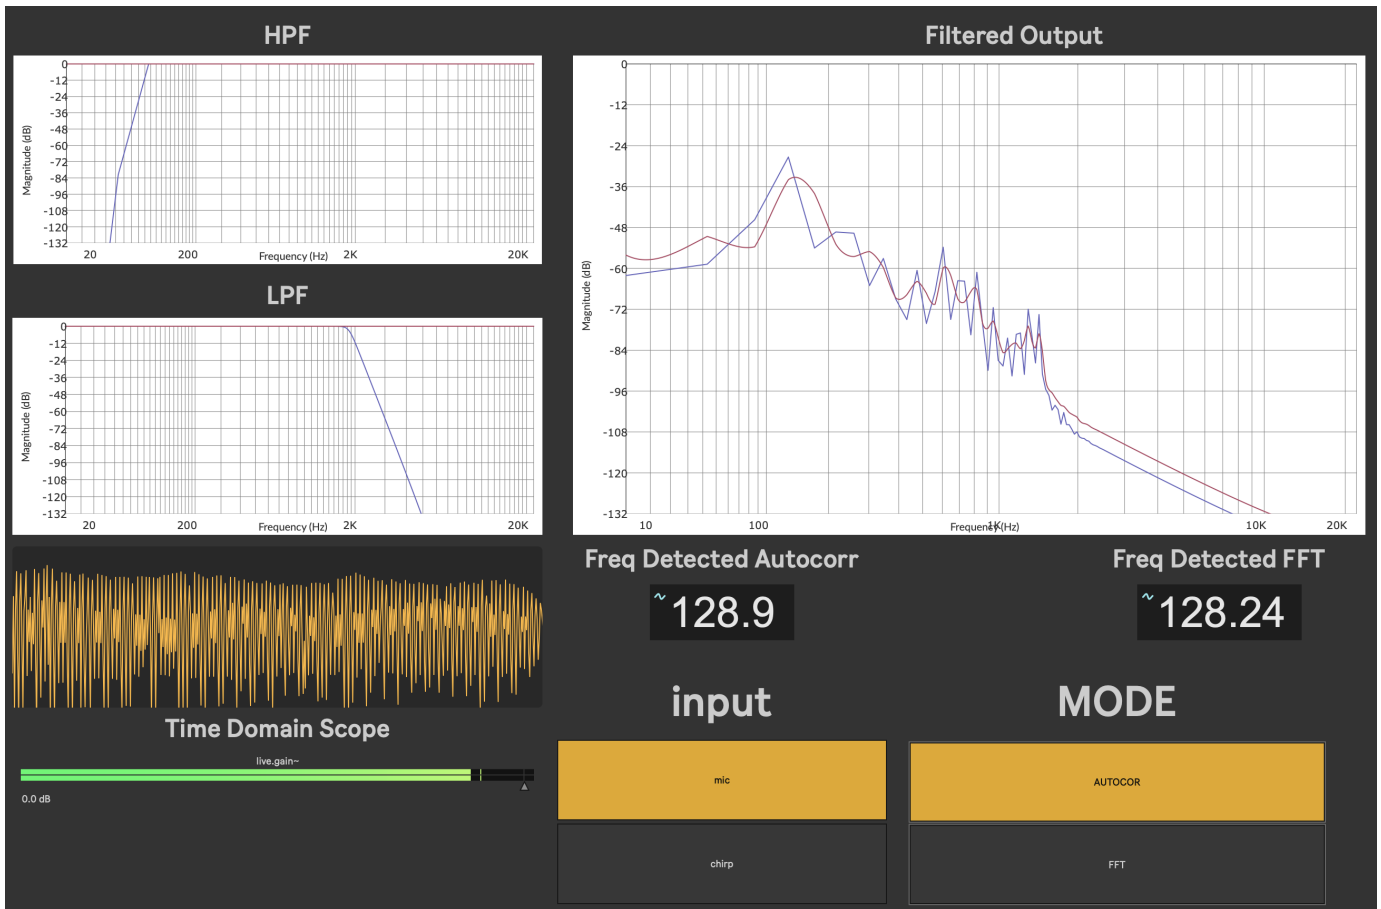 HPF
0
-12
-24
-36
-48
-60
-72
-84
-96
-108
-120
-132
Magnitude (dB)
20
200
Frequency (Hz)
2K
20K
LPF
0
-12
-24
-36
-48
-60
-72
-84
-96
-108
-120
-132
Magnitude (dB)
20
200
Frequency (Hz)
2K
20K
Time Domain Scope
live.gain~
0.0 dB
Filtered Output
0
-12
-24
-36
-48
-60
-72
-84
-96
-108
-120
-132
Magnitude (dB)
10
100
Frequency (Hz)
1K
10K
20K
Freq Detected Autocorr
~128.9
Freq Detected FFT
~128.24
input
mic
chirp
MODE
AUTOCOR
FFT